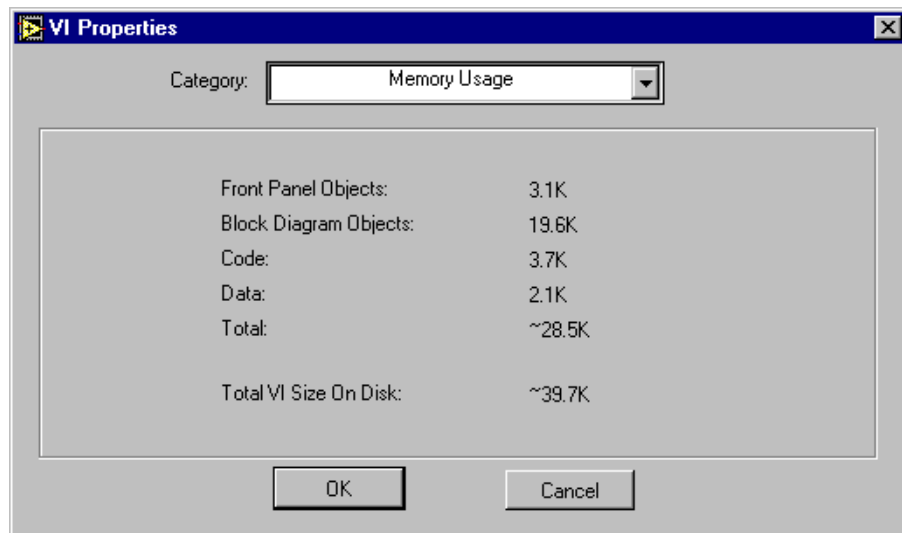 VI Properties
Category: Memory Usage
Front Panel Objects: 3.1K
Block Diagram Objects: 19.6K
Code: 3.7K
Data: 2.1K
Total: ~28.5K
Total VI Size On Disk: ~39.7K
OK Cancel